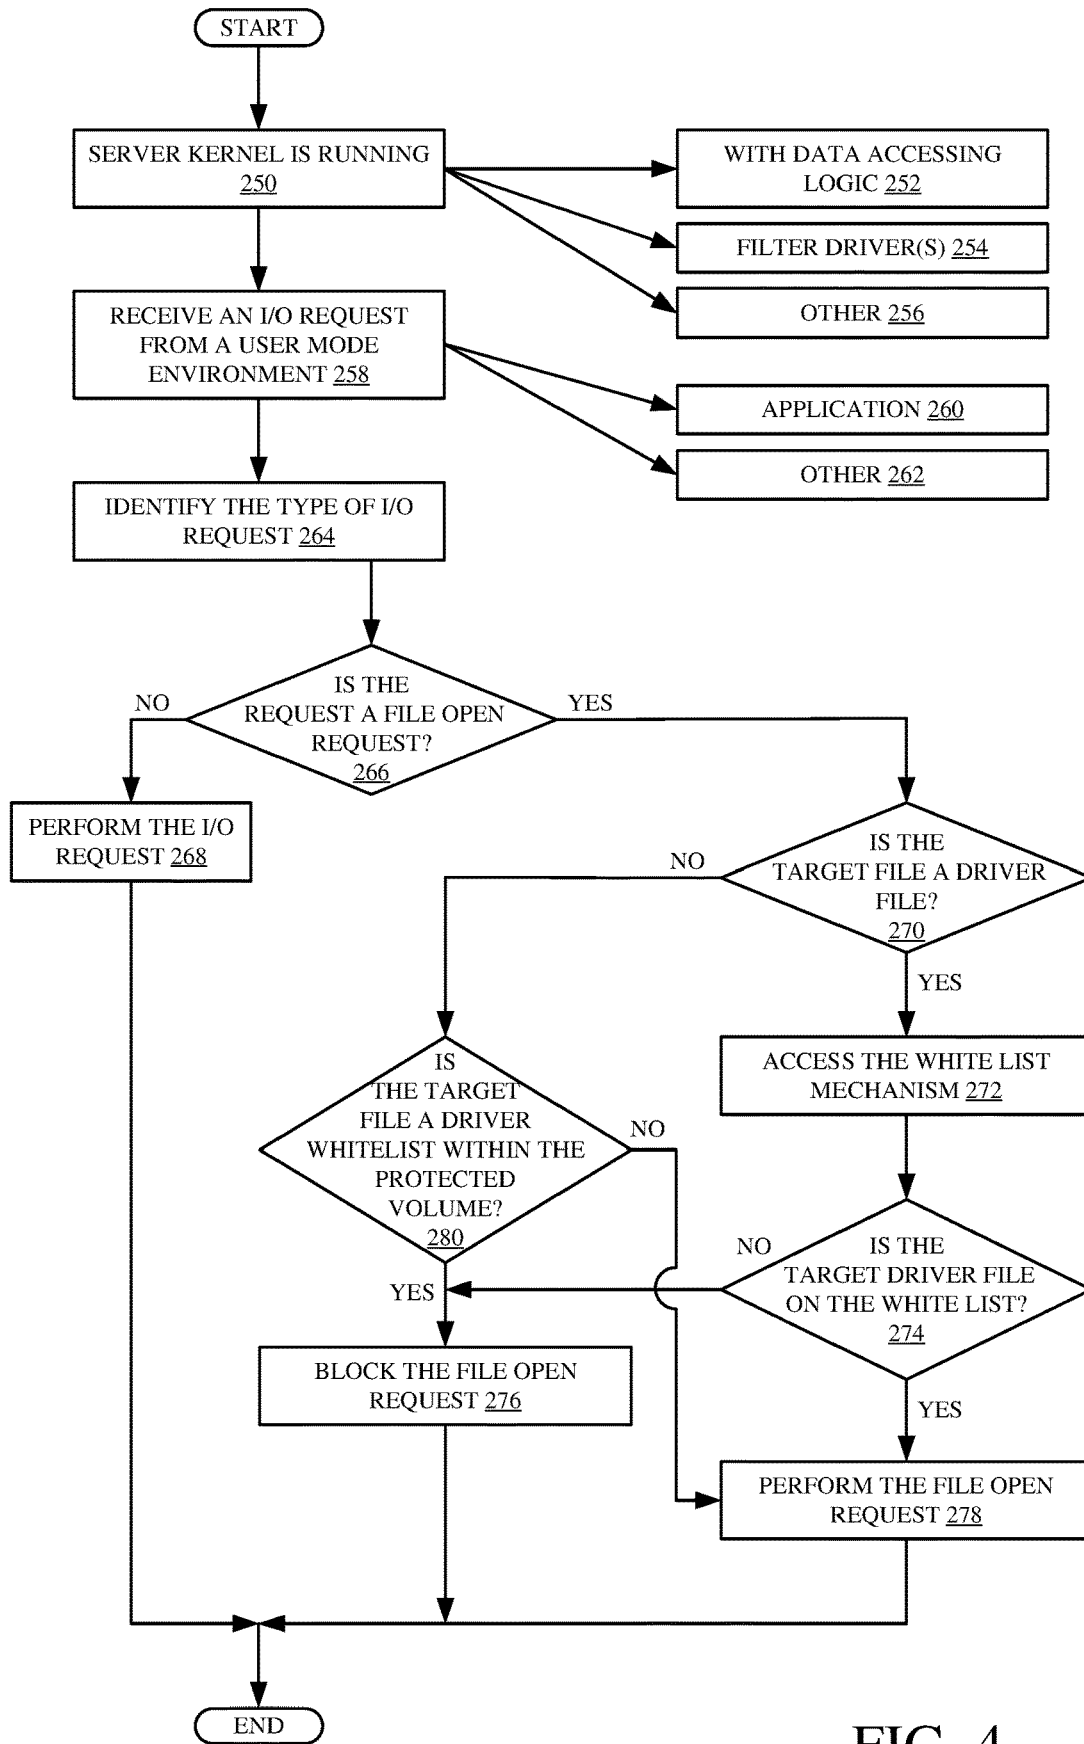 START
SERVER KERNEL IS RUNNING
250
WITH DATA ACCESSING
LOGIC 252
FILTER DRIVER(S) 254
OTHER 256
RECEIVE AN I/O REQUEST
FROM A USER MODE
ENVIRONMENT 258
APPLICATION 260
OTHER 262
IDENTIFY THE TYPE OF I/O
REQUEST 264
IS THE
REQUEST A FILE OPEN
REQUEST?
266
NO
YES
PERFORM THE I/O
REQUEST 268
IS THE
TARGET FILE A DRIVER
FILE?
270
NO
YES
ACCESS THE WHITE LIST
MECHANISM 272
IS
THE TARGET
FILE A DRIVER
WHITELIST WITHIN THE
PROTECTED
VOLUME?
280
NO
YES
IS THE
TARGET DRIVER FILE
ON THE WHITE LIST?
274
NO
YES
BLOCK THE FILE OPEN
REQUEST 276
PERFORM THE FILE OPEN
REQUEST 278
END
FIG. 4